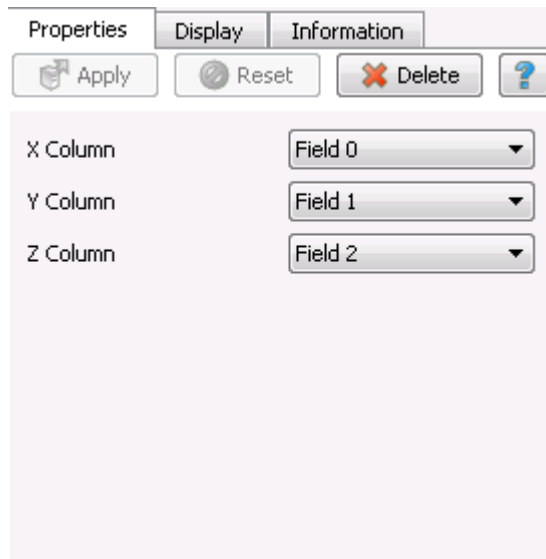 Properties Display Information
Apply Reset Delete ?
X Column Field 0
Y Column Field 1
Z Column Field 2